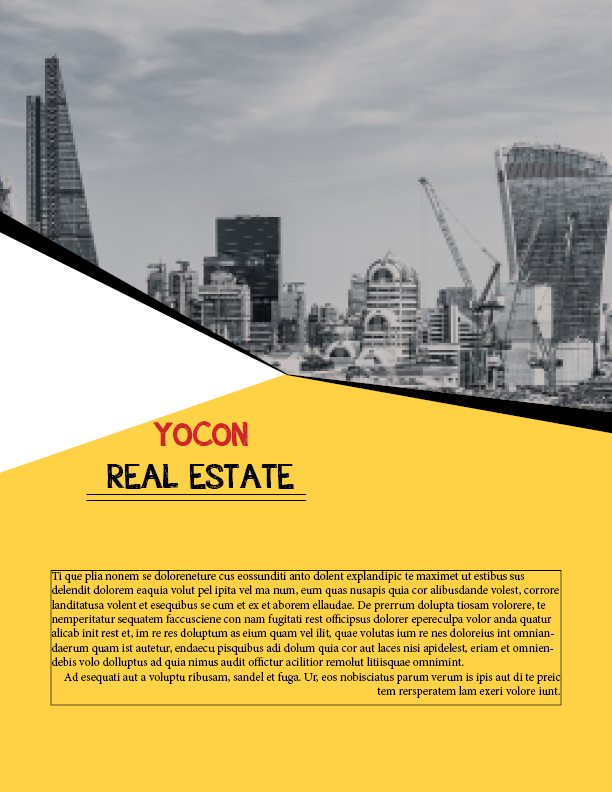 YOCON
REAL ESTATE
Ti que plia nonem se doloreneture cus eossunditi anto dolent explandipic te maximet ut estibus sus
delendit dolorem eaquia volut pel ipita vel ma num, eum quas nusapis quia cor alibusdande volest, corrore
landitatusa volent et esequibus se cum et ex et aborem ellaudae. De prerrum dolupta tiosam volorere, te
nemperitatur sequatem faccusciene con nam fugitati rest officipsus dolorer epereculpa volor anda quatur
alicab init rest et, im re res doluptum as eium quam vel ilit, quae volutas ium re nes doloreius int omnian-
daerum quam ist autetur, endaecu pisquibus adi dolum quia cor aut laces nisi apidelest, eriam et omnien-
debis volo dolluptus ad quia nimus audit offictur acilitior remolut litiisquae omnimint.
Ad esequati aut a voluptu ribusam, sandel et fuga. Ur, eos nobisciatus parum verum is ipis aut di te preic
tem rersperatem lam exeri volore iunt.